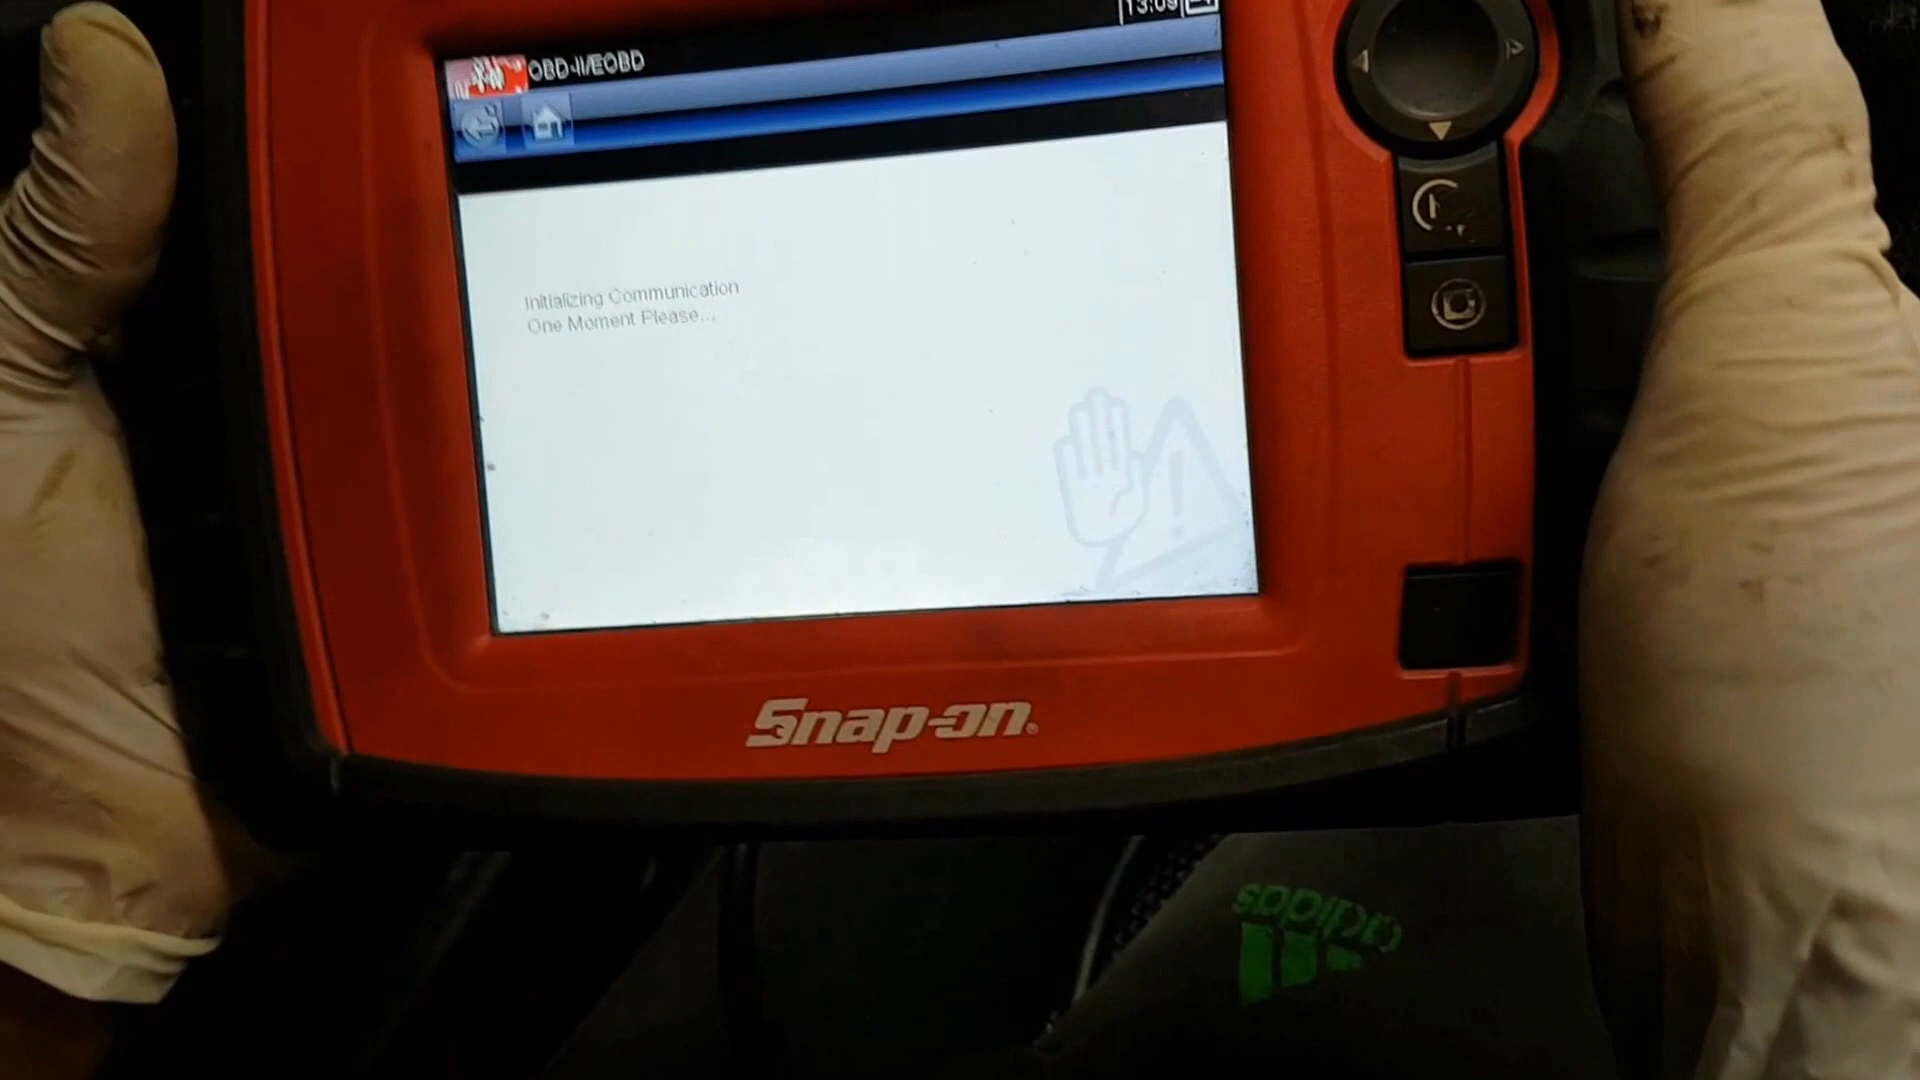 13:09
OBD-II/EOBD
Initializing Communication
One Moment Please...
Snap-on
adidas